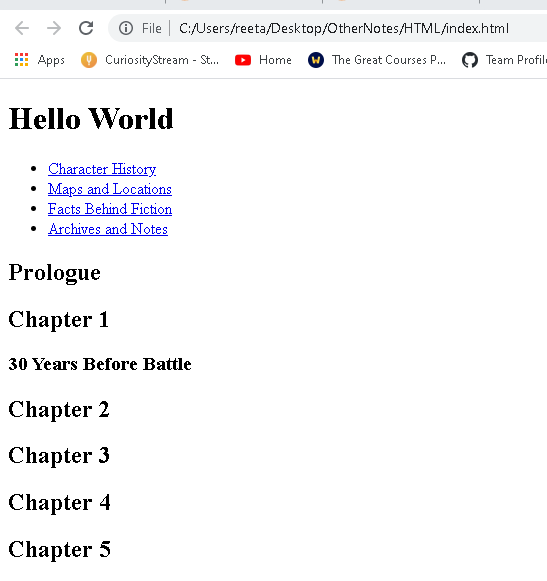 File | C:/Users/reeta/Desktop/OtherNotes/HTML/index.html
Apps CuriosityStream - St... Home The Great Courses P... Team Profile
Hello World
• Character History
• Maps and Locations
• Facts Behind Fiction
• Archives and Notes
Prologue
Chapter 1
30 Years Before Battle
Chapter 2
Chapter 3
Chapter 4
Chapter 5